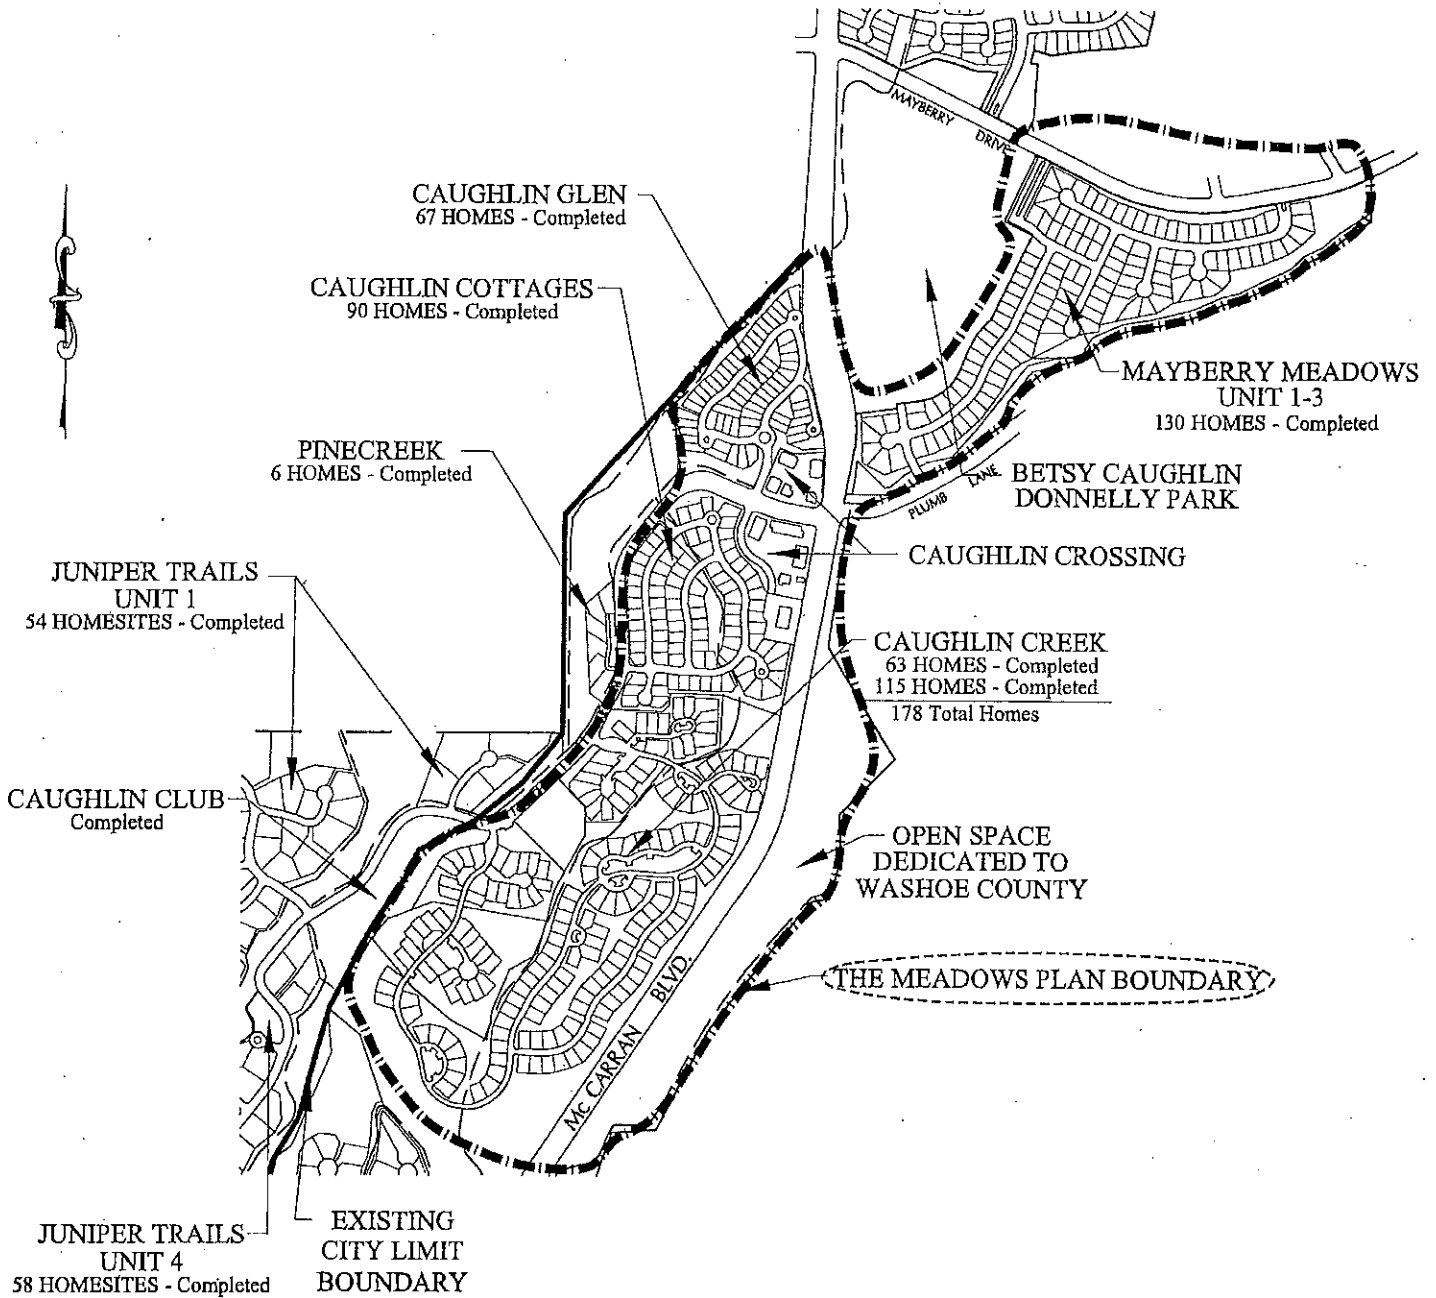 MAYBERRY DRIVE
CAUGHLIN GLEN
67 HOMES - Completed
CAUGHLIN COTTAGES
90 HOMES - Completed
MAYBERRY MEADOWS
UNIT 1-3
130 HOMES - Completed
PINECREEK
6 HOMES - Completed
BETSY CAUGHLIN
DONNELLY PARK
PLUMB LANE
CAUGHLIN CROSSING
JUNIPER TRAILS
UNIT 1
54 HOMESITES - Completed
CAUGHLIN CREEK
63 HOMES - Completed
115 HOMES - Completed
178 Total Homes
CAUGHLIN CLUB
Completed
OPEN SPACE
DEDICATED TO
WASHOE COUNTY
THE MEADOWS PLAN BOUNDARY
Mc CARRAN BLVD.
JUNIPER TRAILS
UNIT 4
58 HOMESITES - Completed
EXISTING
CITY LIMIT
BOUNDARY